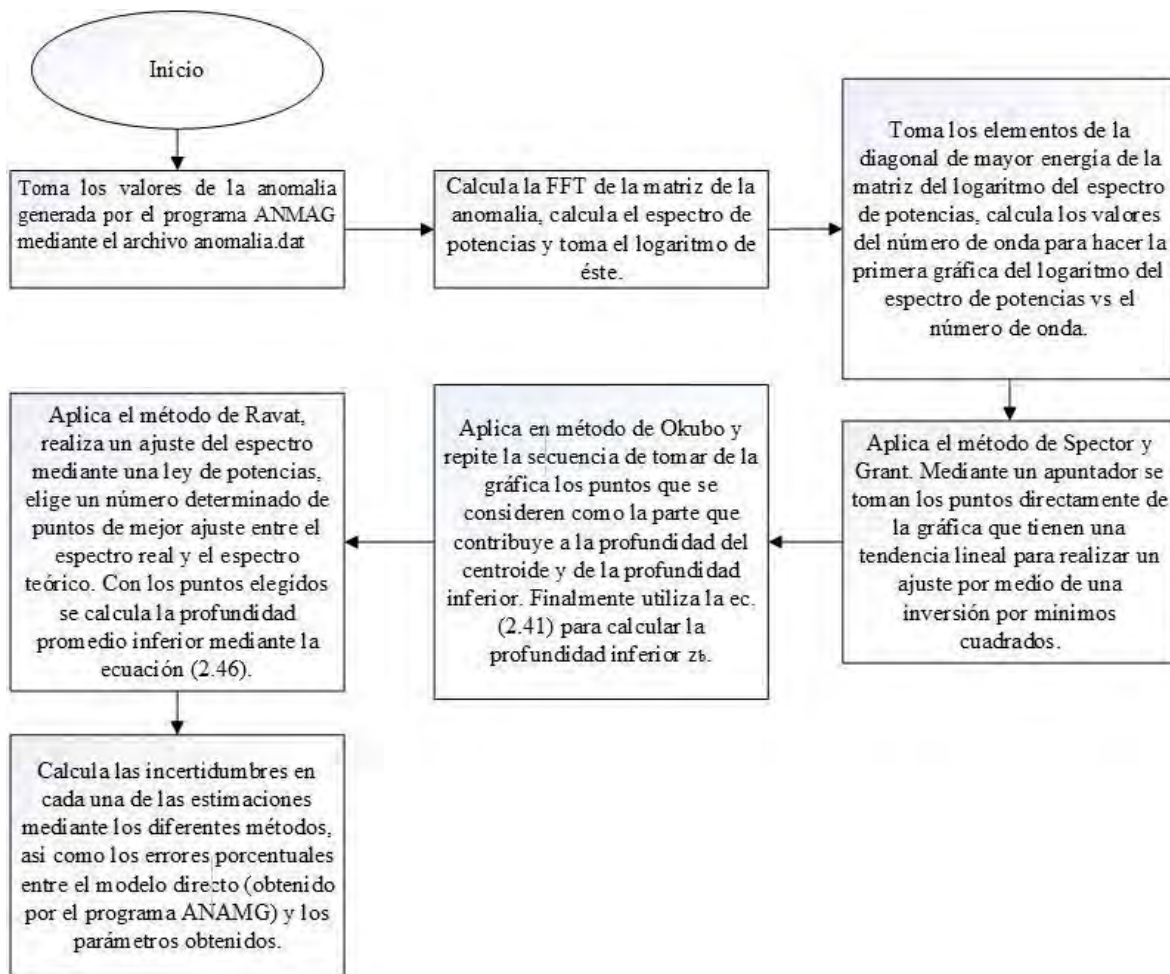 Inicio
Toma los valores de la anomalía
generada por el programa ANMAG
mediante el archivo anomalia.dat
Calcula la FFT de la matriz de la
anomalía, calcula el espectro de
potencias y toma el logaritmo de
éste.
Toma los elementos de la
diagonal de mayor energía de la
matriz del logaritmo del espectro
de potencias, calcula los valores
del número de onda para hacer la
primera gráfica del logaritmo del
espectro de potencias vs el
número de onda.
Aplica el método de Spector y
Grant. Mediante un apuntador se
toman los puntos directamente de
la gráfica que tienen una
tendencia lineal para realizar un
ajuste por medio de una
inversión por mínimos
cuadrados.
Aplica en método de Okubo y
repite la secuencia de tomar de la
gráfica los puntos que se
consideren como la parte que
contribuye a la profundidad del
centroide y de la profundidad
inferior. Finalmente utiliza la ec.
(2.41) para calcular la
profundidad inferior zb.
Aplica el método de Ravat,
realiza un ajuste del espectro
mediante una ley de potencias,
elige un número determinado de
puntos de mejor ajuste entre el
espectro real y el espectro
teórico. Con los puntos elegidos
se calcula la profundidad
promedio inferior mediante la
ecuación (2.46).
Calcula las incertidumbres en
cada una de las estimaciones
mediante los diferentes métodos,
así como los errores porcentuales
entre el modelo directo (obtenido
por el programa ANAMG) y los
parámetros obtenidos.